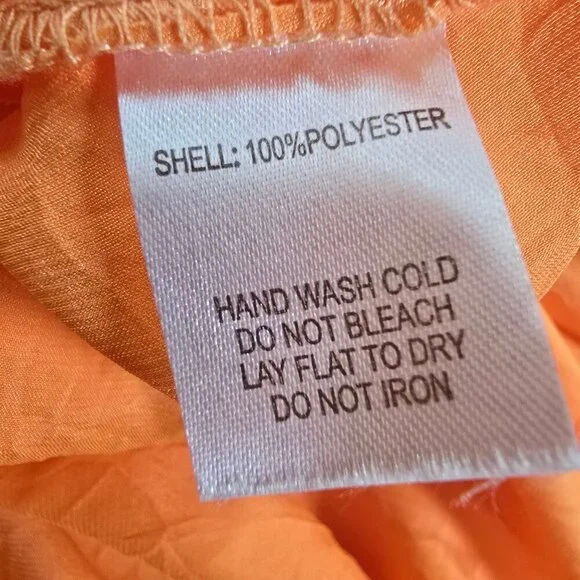 SHELL: 100%POLYESTER
HAND WASH COLD
DO NOT BLEACH
LAY FLAT TO DRY
DO NOT IRON